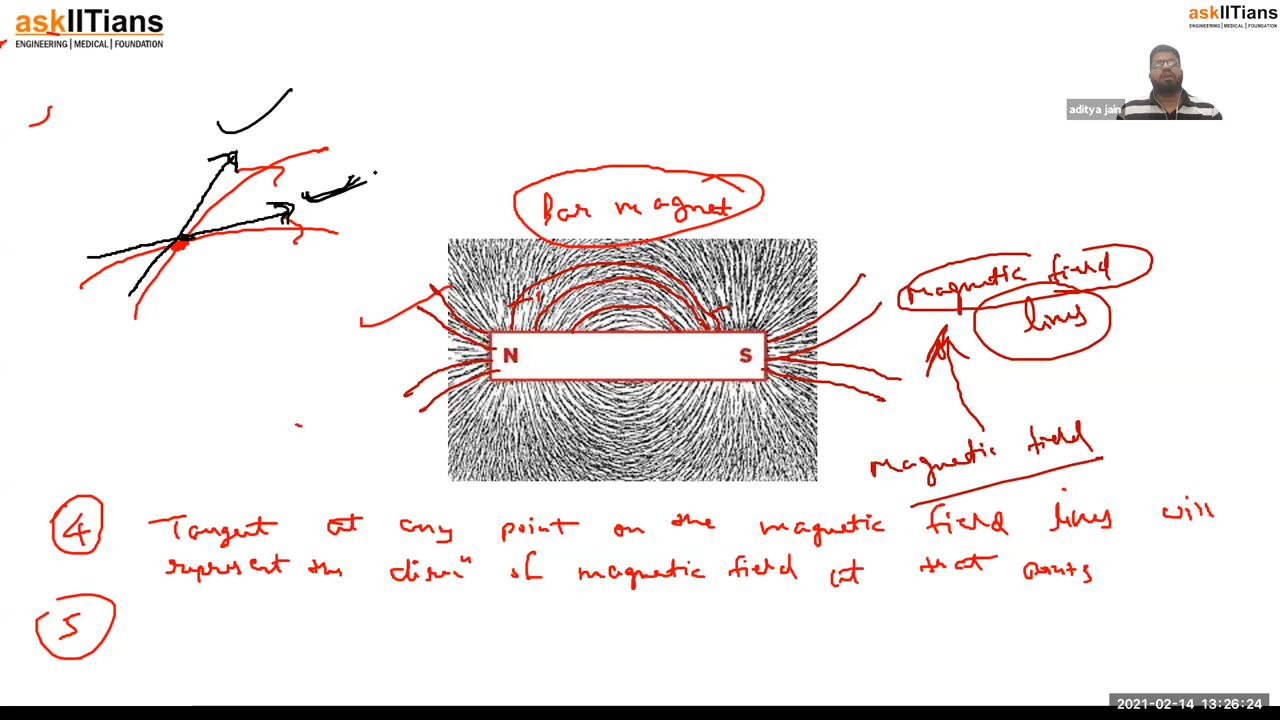 askIITians
ENGINEERING | MEDICAL | FOUNDATION
askIITians
ENGINEERING | MEDICAL | FOUNDATION
aditya jain
Bar magnet
magnetic field
lines
N
S
magnetic field
4 Tangent at any point on the magnetic field lines will
represent the direcⁿ of magnetic field at that points
5
2021-02-14 13:26:24